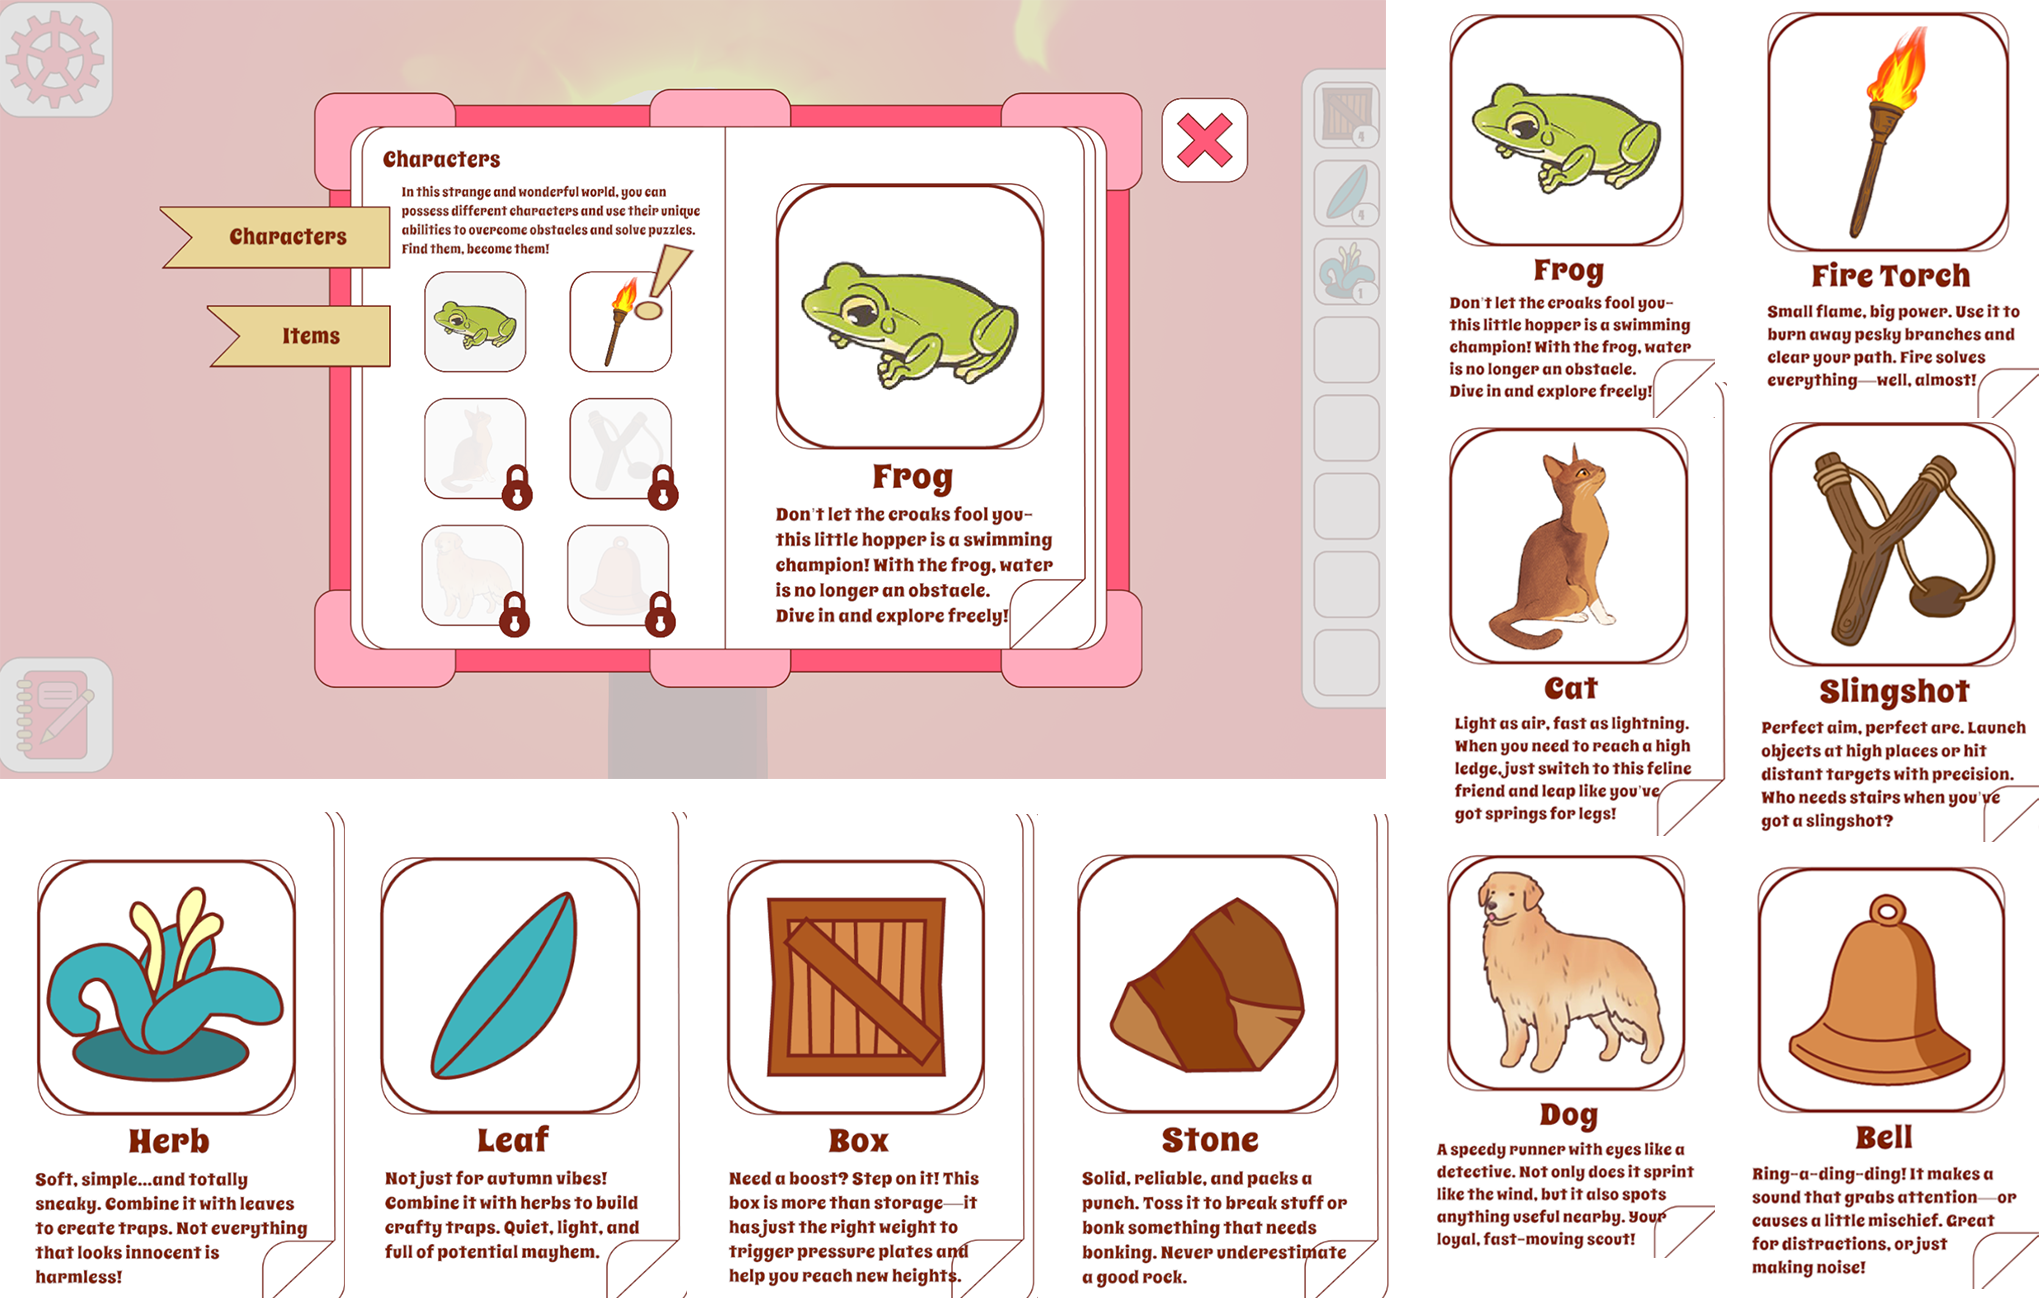 Characters
In this strange and wonderful world, you can
possess different characters and use their unique
abilities to overcome obstacles and solve puzzles.
Find them, become them!
Characters
Items
Frog
Don't let the croaks fool you-
this little hopper is a swimming
champion! With the frog, water
is no longer an obstacle.
Dive in and explore freely!
4
4
1
Frog
Don't let the croaks fool you-
this little hopper is a swimming
champion! With the frog, water
is no longer an obstacle.
Dive in and explore freely!
Fire Torch
Small flame, big power. Use it to
burn away pesky branches and
clear your path. Fire solves
everything—well, almost!
Cat
Light as air, fast as lightning.
When you need to reach a high
ledge, just switch to this feline
friend and leap like you've
got springs for legs!
Slingshot
Perfect aim, perfect arc. Launch
objects at high places or hit
distant targets with precision.
Who needs stairs when you've
got a slingshot?
Dog
A speedy runner with eyes like a
detective. Not only does it sprint
like the wind, but it also spots
anything useful nearby. Your
loyal, fast-moving scout!
Bell
Ring-a-ding-ding! It makes a
sound that grabs attention—or
causes a little mischief. Great
for distractions, or just
making noise!
Herb
Soft, simple...and totally
sneaky. Combine it with leaves
to create traps. Not everything
that looks innocent is
harmless!
Leaf
Not just for autumn vibes!
Combine it with herbs to build
crafty traps. Quiet, light, and
full of potential mayhem.
Box
Need a boost? Step on it! This
box is more than storage—it
has just the right weight to
trigger pressure plates and
help you reach new heights.
Stone
Solid, reliable, and packs a
punch. Toss it to break stuff or
bonk something that needs
bonking. Never underestimate
a good rock.